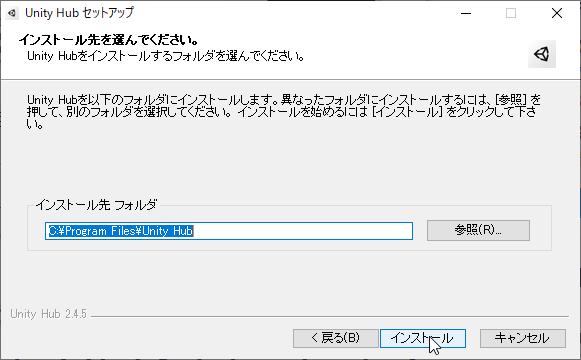 Unity Hub セットアップ
インストール先を選んでください。
Unity Hubをインストールするフォルダを選んでください。
Unity Hubを以下のフォルダにインストールします。異なったフォルダにインストールするには、[参照] を
押して、別のフォルダを選択してください。 インストールを始めるには [インストール] をクリックして下さ
い。
インストール先 フォルダ
C:¥Program Files¥Unity Hub
参照(R)...
Unity Hub 2.4.5
< 戻る(B)
インストール
キャンセル